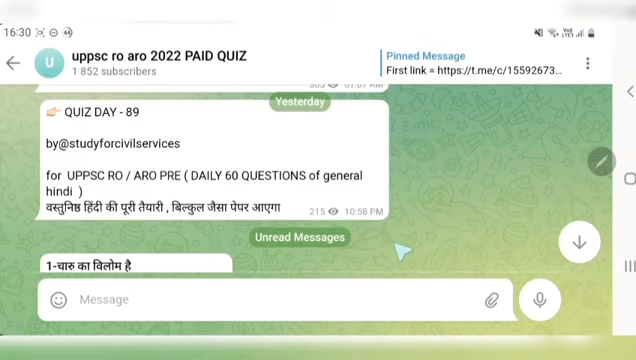 16:30
uppsc ro aro 2022 PAID QUIZ
1 852 subscribers
Pinned Message
First link = https://t.me/c/15592673...
U
Yesterday
👉 QUIZ DAY - 89
by@studyforcivilservices
for UPPSC RO / ARO PRE ( DAILY 60 QUESTIONS of general
hindi )
वस्तुनिष्ठ हिंदी की पूरी तैयारी , बिल्कुल जैसा पेपर आएगा
215 10:58 PM
Unread Messages
1-चारु का विलोम है
Message